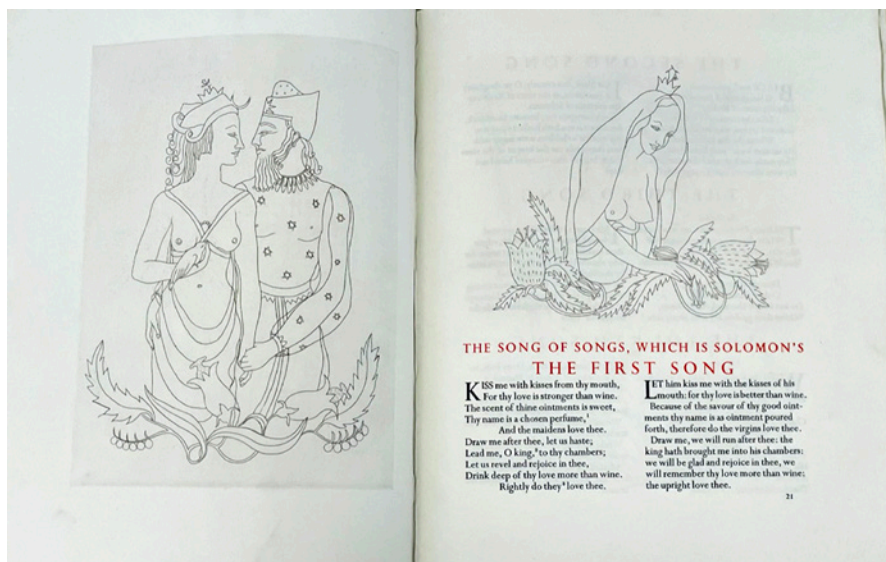 THE SONG OF SONGS, WHICH IS SOLOMON'S
THE FIRST SONG
KISS me with kisses from thy mouth,
For thy love is stronger than wine.
The scent of thine ointments is sweet,
Thy name is a chosen perfume,¹
And the maidens love thee.
Draw me after thee, let us haste;
Lead me, O king,² to thy chambers;
Let us revel and rejoice in thee,
Drink deep of thy love more than wine.
Rightly do they love thee.
LET him kiss me with the kisses of his
mouth: for thy love is better than wine.
Because of the savour of thy good oint-
ments thy name is as ointment poured
forth, therefore do the virgins love thee.
Draw me, we will run after thee: the
king hath brought me into his chambers:
we will be glad and rejoice in thee, we
will remember thy love more than wine:
the upright love thee.
21